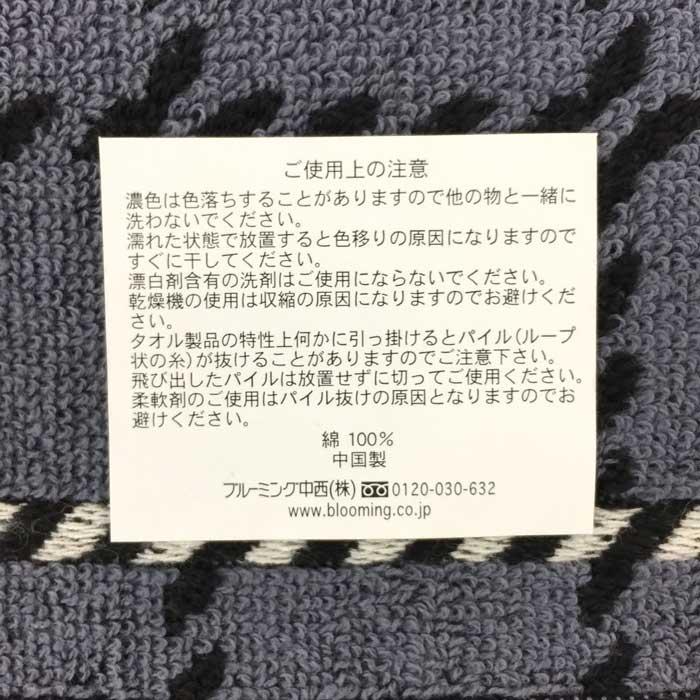 ご使用上の注意
濃色は色落ちすることがありますので他の物と一緒に
洗わないでください。
濡れた状態で放置すると色移りの原因になりますので
すぐに干してください。
漂白剤含有の洗剤はご使用にならないでください。
乾燥機の使用は収縮の原因になりますのでお避けくだ
さい。
タオル製品の特性上何かに引っ掛けるとパイル(ループ
状の糸)が抜けることがありますのでご注意下さい。
飛び出したパイルは放置せずに切ってご使用ください。
柔軟剤のご使用はパイル抜けの原因となりますのでお
避けください。
綿 100%
中国製
ブルーミング中西(株) 0120-030-632
www.blooming.co.jp